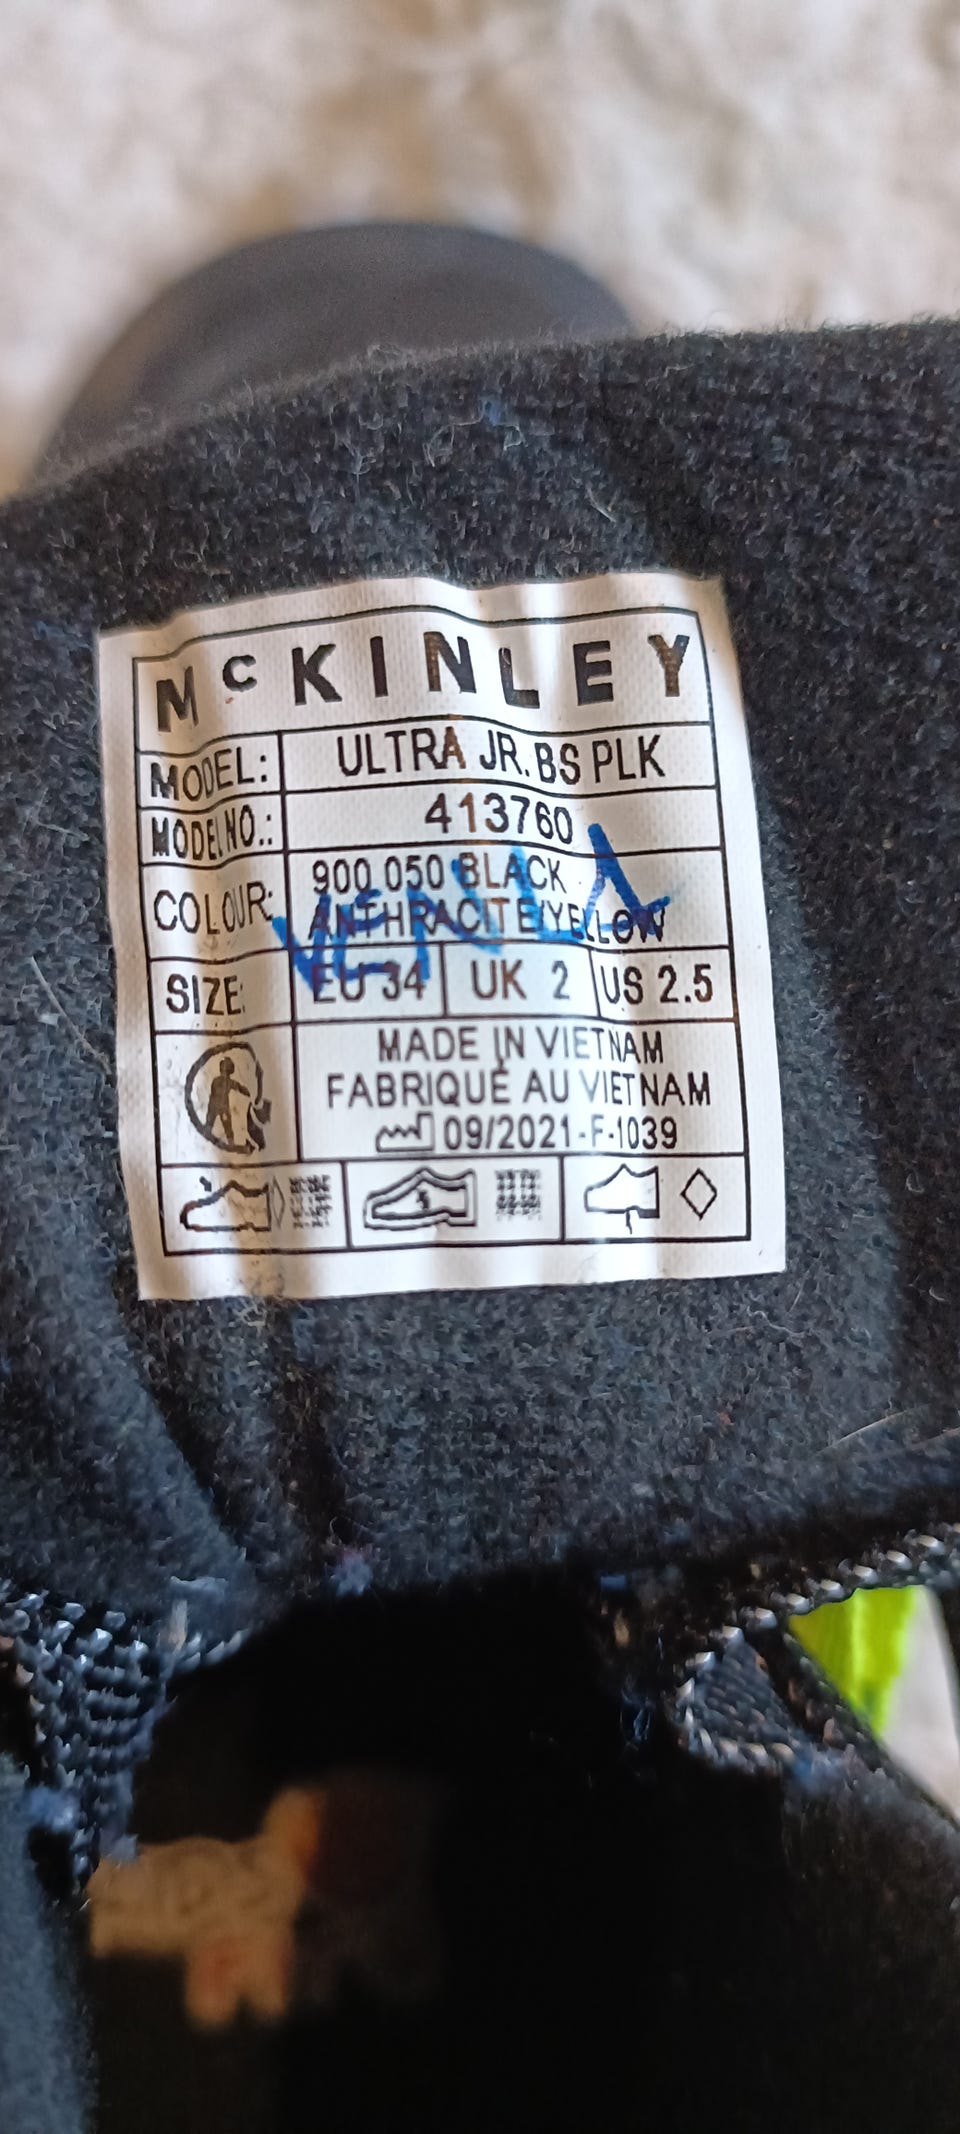 McKINLEY
MODEL: ULTRA JR. BS PLK
MODEL NO.: 413760
COLOUR: 900 050 BLACK
ANTHRACITE/YELLOW
SIZE: EU 34 UK 2 US 2.5
MADE IN VIETNAM
FABRIQUÉ AU VIETNAM
09/2021-F-1039